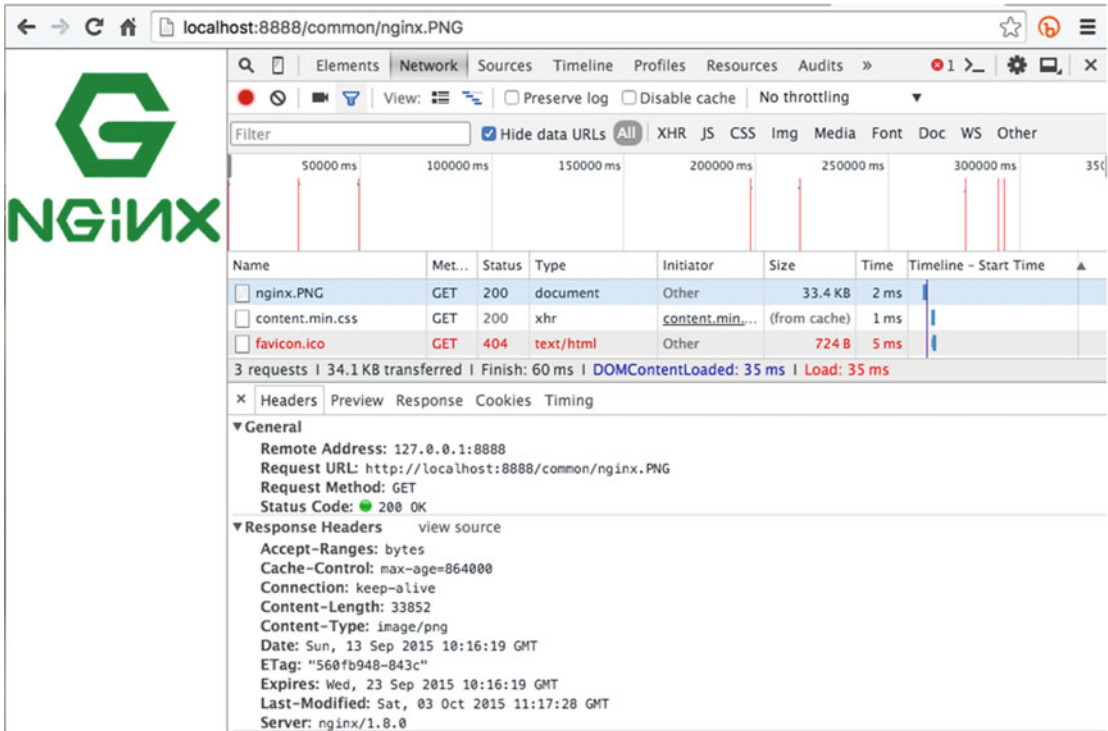 localhost:8888/common/nginx.PNG
NGiNX
Elements Network Sources Timeline Profiles Resources Audits » 1
View: Preserve log Disable cache No throttling ▼
Filter Hide data URLs All XHR JS CSS Img Media Font Doc WS Other
50000 ms 100000 ms 150000 ms 200000 ms 250000 ms 300000 ms 350
Name Met... Status Type Initiator Size Time Timeline – Start Time ▲
nginx.PNG GET 200 document Other 33.4 KB 2 ms
content.min.css GET 200 xhr content.min.... (from cache) 1 ms
favicon.ico GET 404 text/html Other 724 B 5 ms
3 requests | 34.1 KB transferred | Finish: 60 ms | DOMContentLoaded: 35 ms | Load: 35 ms
× Headers Preview Response Cookies Timing
▼General
Remote Address: 127.0.0.1:8888
Request URL: http://localhost:8888/common/nginx.PNG
Request Method: GET
Status Code: 200 OK
▼Response Headers view source
Accept-Ranges: bytes
Cache-Control: max-age=864000
Connection: keep-alive
Content-Length: 33852
Content-Type: image/png
Date: Sun, 13 Sep 2015 10:16:19 GMT
ETag: "560fb948-843c"
Expires: Wed, 23 Sep 2015 10:16:19 GMT
Last-Modified: Sat, 03 Oct 2015 11:17:28 GMT
Server: nginx/1.8.0